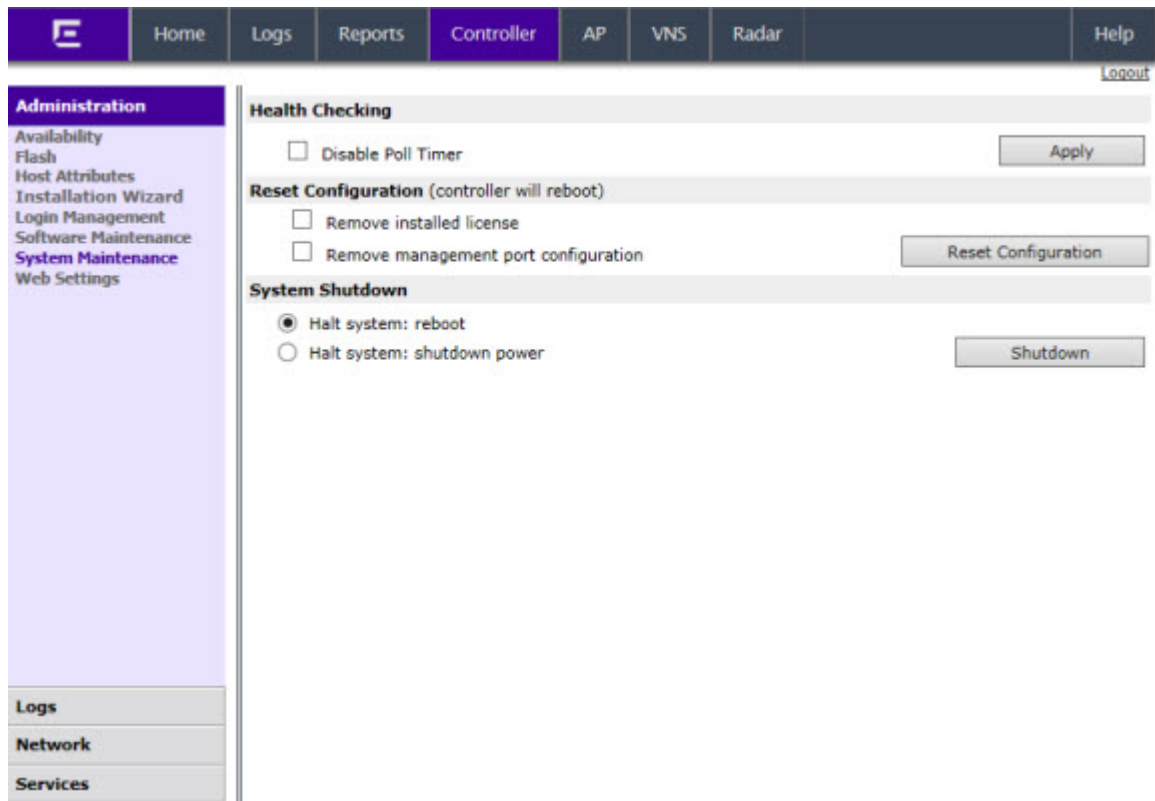 Home Logs Reports Controller AP VNS Radar Help
Logout
Administration
Availability
Flash
Host Attributes
Installation Wizard
Login Management
Software Maintenance
System Maintenance
Web Settings
Logs
Network
Services
Health Checking
Disable Poll Timer
Apply
Reset Configuration (controller will reboot)
Remove installed license
Remove management port configuration
Reset Configuration
System Shutdown
Halt system: reboot
Halt system: shutdown power
Shutdown